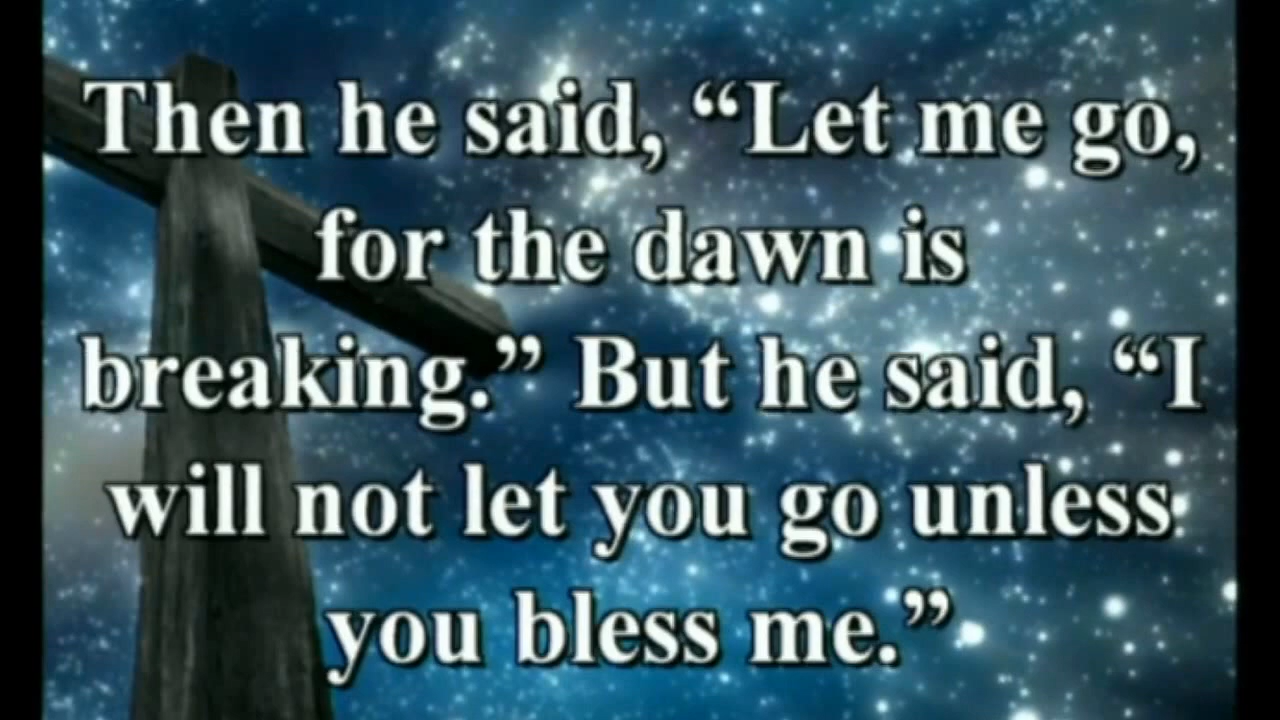 Then he said, “Let me go,
for the dawn is
breaking.” But he said, “I
will not let you go unless
you bless me.”